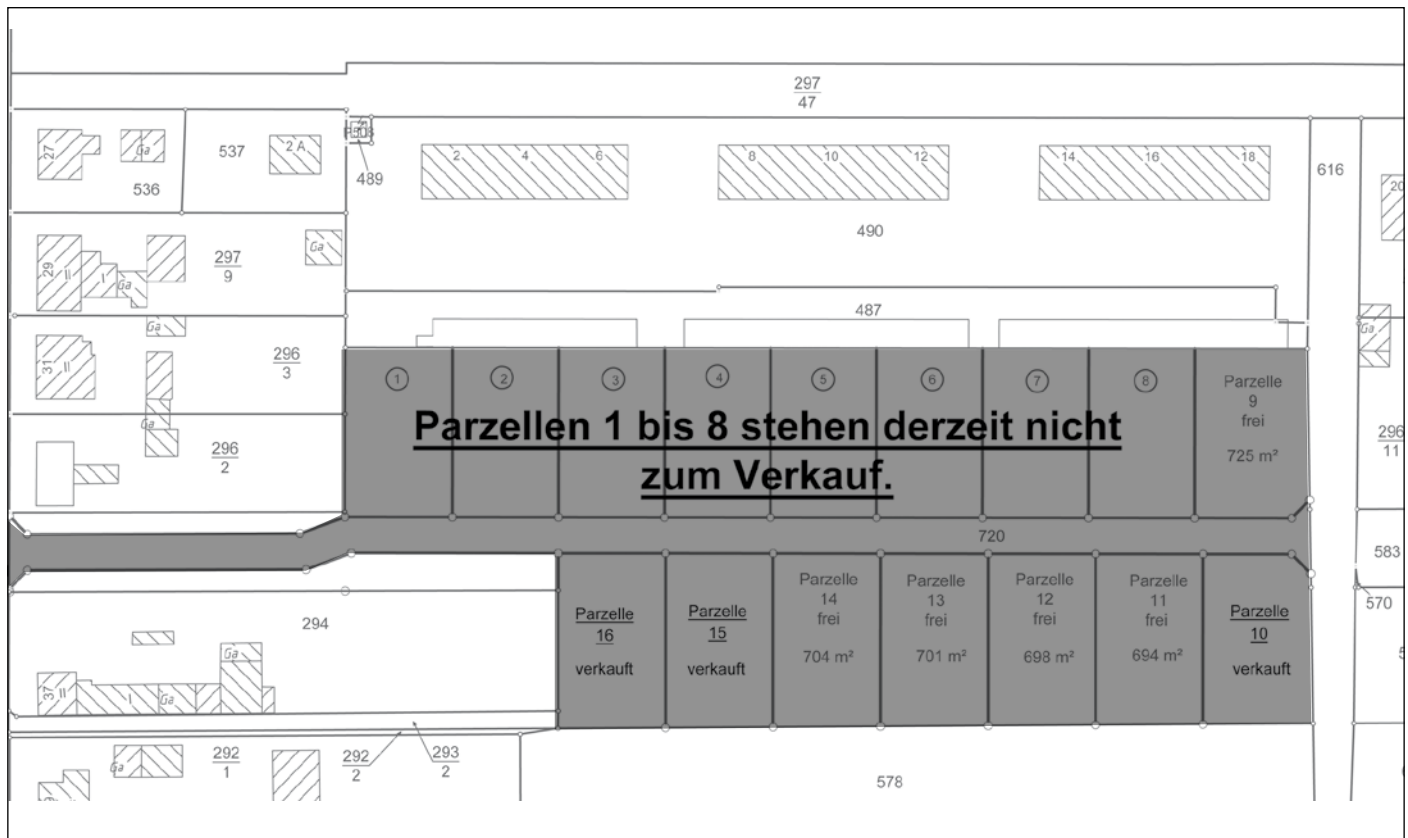 297
47
27
Ga
537
2 A
536
489
2
4
6
8
10
12
14
16
18
616
20
490
29
II
I
Ga
297
9
Ga
487
31
II
Ga
296
3
Ga
296
2
Ga
296
11
1
2
3
4
5
6
7
8
Parzelle
9
frei
725 m²
Parzellen 1 bis 8 stehen derzeit nicht
zum Verkauf.
720
583
570
294
Parzelle
16
verkauft
Parzelle
15
verkauft
Parzelle
14
frei
704 m²
Parzelle
13
frei
701 m²
Parzelle
12
frei
698 m²
Parzelle
11
frei
694 m²
Parzelle
10
verkauft
37
II
I
Ga
Ga
292
1
Ga
292
2
293
2
578